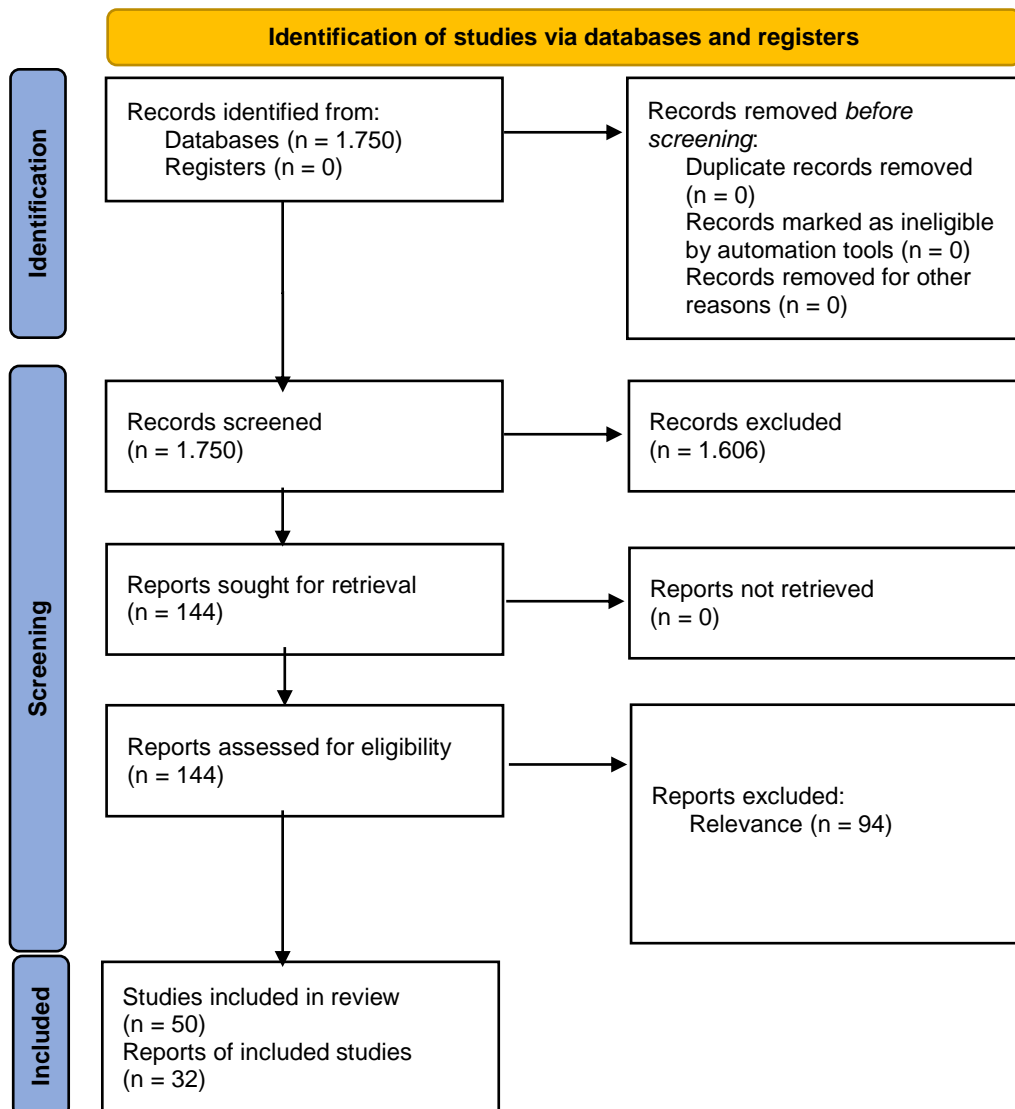 Identification of studies via databases and registers
Identification
Records identified from:
Databases (n = 1.750)
Registers (n = 0)
Records removed before
screening:
Duplicate records removed
(n = 0)
Records marked as ineligible
by automation tools (n = 0)
Records removed for other
reasons (n = 0)
Screening
Records screened
(n = 1.750)
Records excluded
(n = 1.606)
Reports sought for retrieval
(n = 144)
Reports not retrieved
(n = 0)
Reports assessed for eligibility
(n = 144)
Reports excluded:
Relevance (n = 94)
Included
Studies included in review
(n = 50)
Reports of included studies
(n = 32)